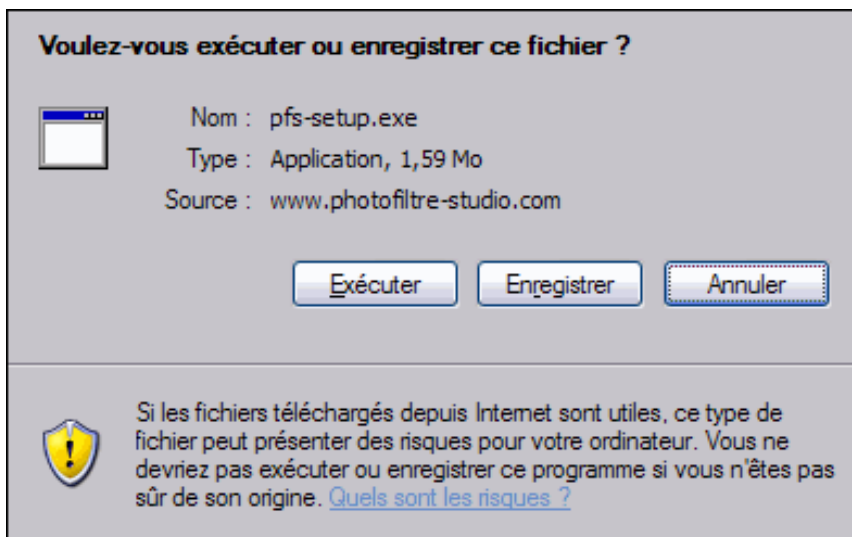 Voulez-vous exécuter ou enregistrer ce fichier ?
Nom : pfs-setup.exe
Type : Application, 1,59 Mo
Source : www.photofiltre-studio.com
Exécuter Enregistrer Annuler
Si les fichiers téléchargés depuis Internet sont utiles, ce type de
fichier peut présenter des risques pour votre ordinateur. Vous ne
devriez pas exécuter ou enregistrer ce programme si vous n'êtes pas
sûr de son origine. Quels sont les risques ?